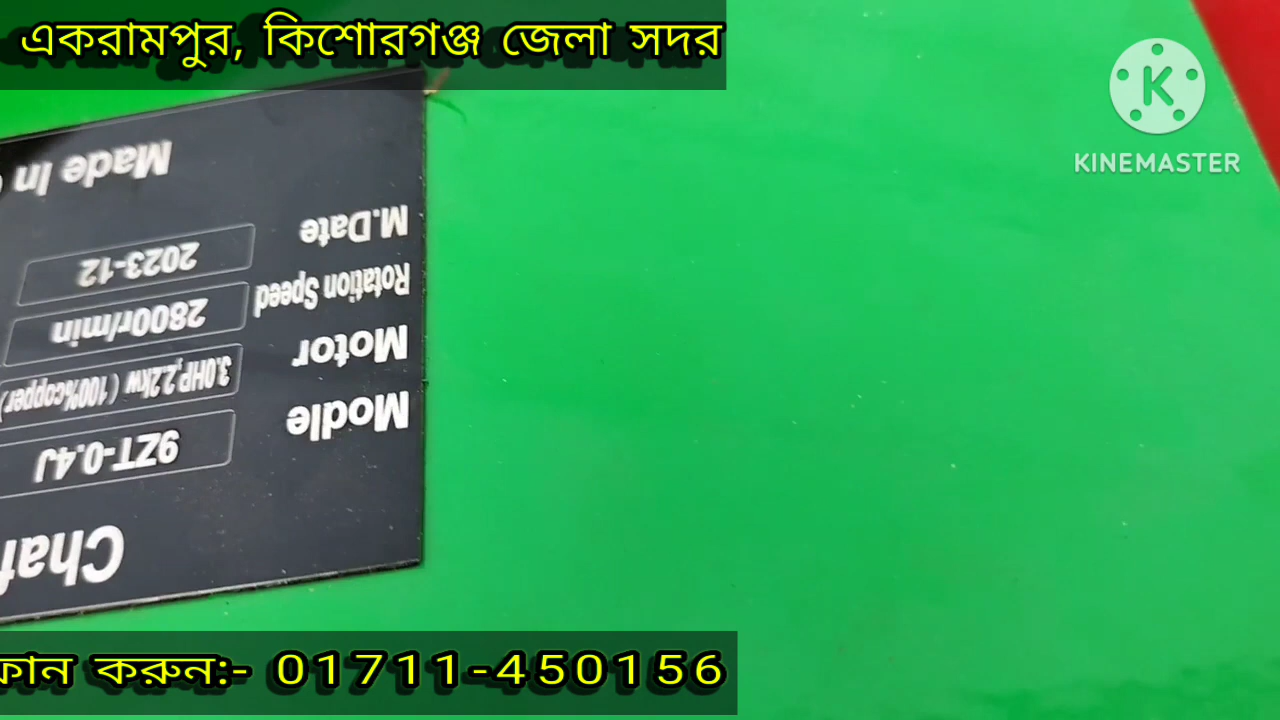 একরামপুর, কিশোরগঞ্জ জেলা সদর
KINEMASTER
Modle 9ZT-0.4J
Motor 3.0HP,2.2kw (100%copper)
Rotation Speed 2800r/min
M.Date 2023-12
Made In
করুন:- 01711-450156